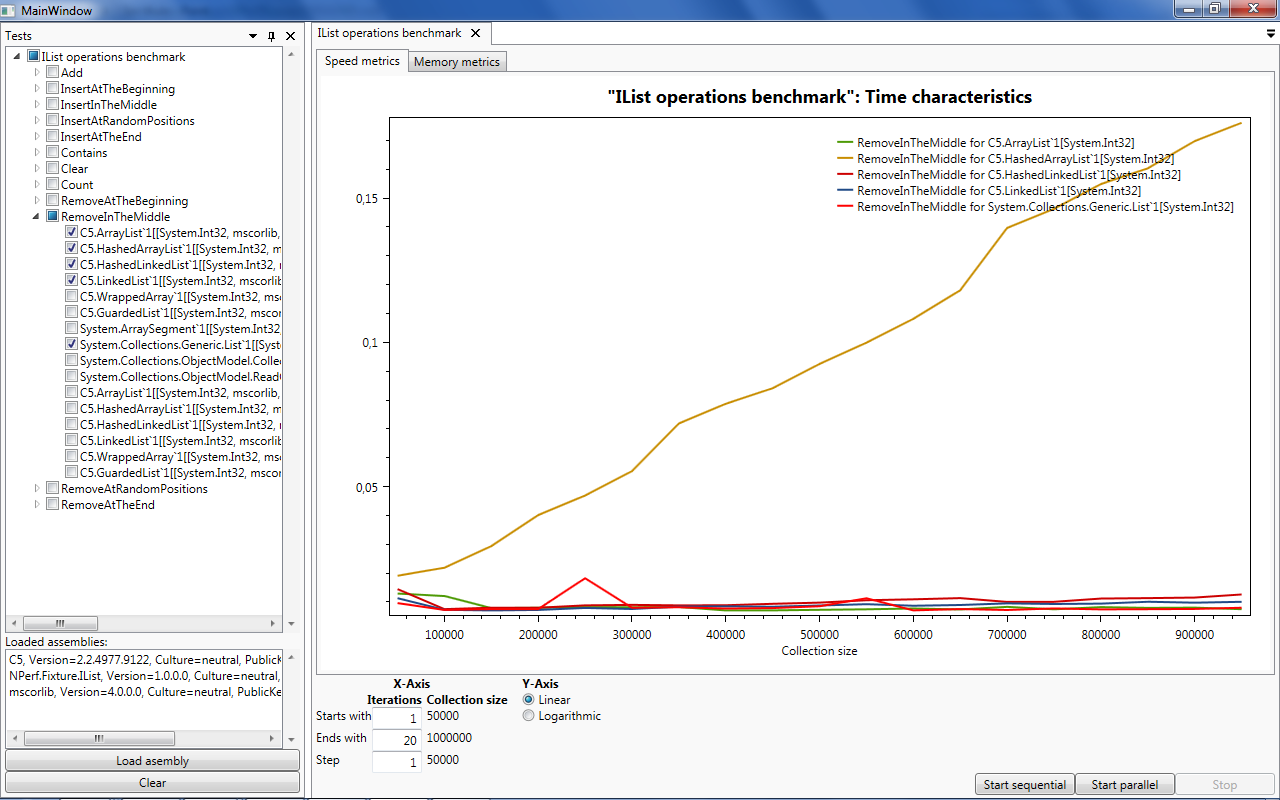 MainWindow
Tests
IList operations benchmark
Add
InsertAtTheBeginning
InsertInTheMiddle
InsertAtRandomPositions
InsertAtTheEnd
Contains
Clear
Count
RemoveAtTheBeginning
RemoveInTheMiddle
C5.ArrayList`1[[System.Int32, mscorlib,
C5.HashedArrayList`1[[System.Int32, m
C5.HashedLinkedList`1[[System.Int32, r
C5.LinkedList`1[[System.Int32, mscorlib
C5.WrappedArray`1[[System.Int32, msc
C5.GuardedList`1[[System.Int32, mscor
System.ArraySegment`1[[System.Int32,
System.Collections.Generic.List`1[[Syst
System.Collections.ObjectModel.Collec
System.Collections.ObjectModel.Read
C5.ArrayList`1[[System.Int32, mscorlib,
C5.HashedArrayList`1[[System.Int32, m
C5.HashedLinkedList`1[[System.Int32, r
C5.LinkedList`1[[System.Int32, mscorlib
C5.WrappedArray`1[[System.Int32, msc
C5.GuardedList`1[[System.Int32, mscor
RemoveAtRandomPositions
RemoveAtTheEnd
Loaded assemblies:
C5, Version=2.2.4977.9122, Culture=neutral, PublicK
NPerf.Fixture.IList, Version=1.0.0.0, Culture=neutral,
mscorlib, Version=4.0.0.0, Culture=neutral, PublicKe
Load asembly
Clear
IList operations benchmark
Speed metrics
Memory metrics
"IList operations benchmark": Time characteristics
RemoveInTheMiddle for C5.ArrayList`1[System.Int32]
RemoveInTheMiddle for C5.HashedArrayList`1[System.Int32]
RemoveInTheMiddle for C5.HashedLinkedList`1[System.Int32]
RemoveInTheMiddle for C5.LinkedList`1[System.Int32]
RemoveInTheMiddle for System.Collections.Generic.List`1[System.Int32]
0,15
0,1
0,05
100000 200000 300000 400000 500000 600000 700000 800000 900000
Collection size
X-Axis
Iterations Collection size
Starts with 1 50000
Ends with 20 1000000
Step 1 50000
Y-Axis
Linear
Logarithmic
Start sequential
Start parallel
Stop